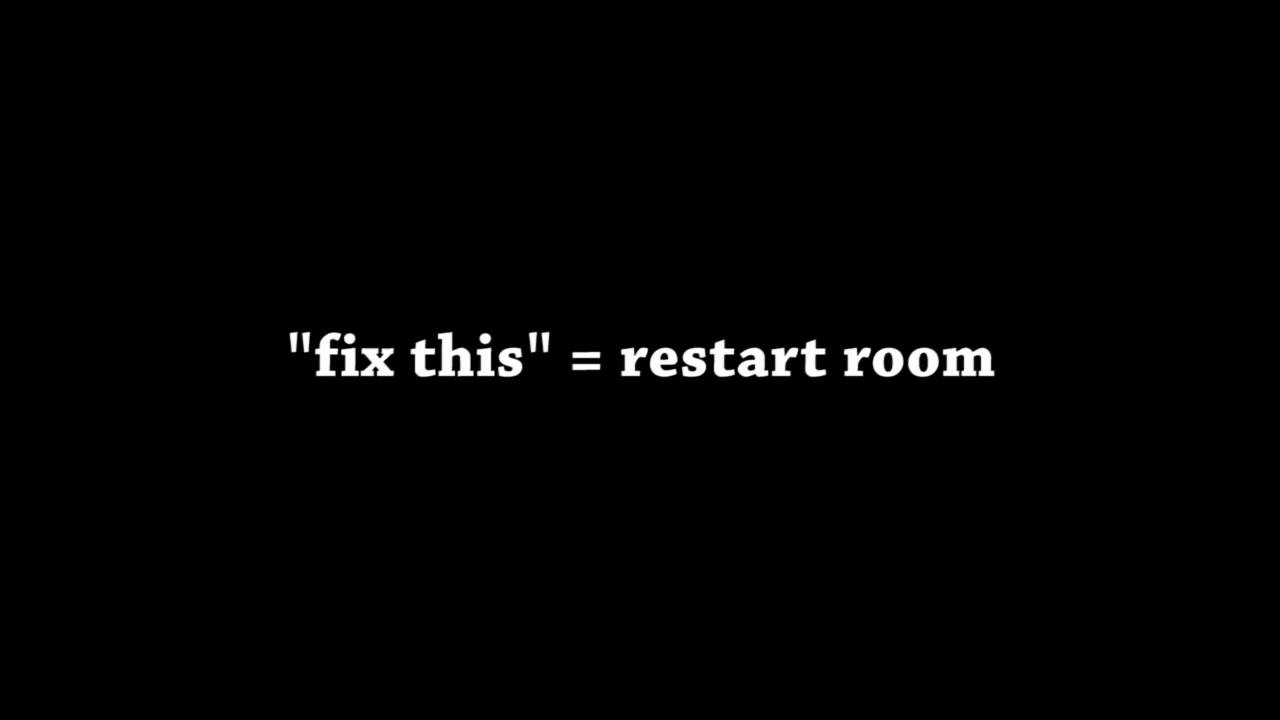 "fix this" = restart room